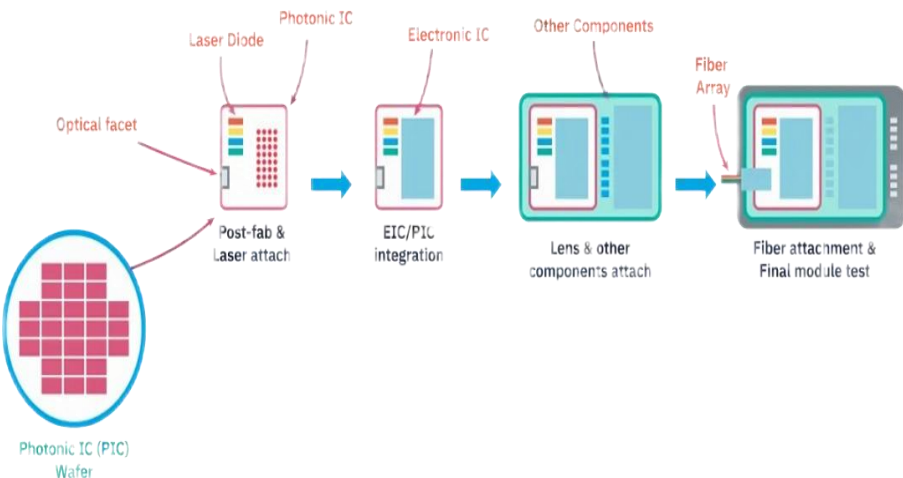 Photonic IC
Laser Diode
Electronic IC
Other Components
Fiber
Array
Optical facet
Post-fab &
Laser attach
EIC/PIC
integration
Lens & other
components attach
Fiber attachment &
Final module test
Photonic IC (PIC)
Wafer